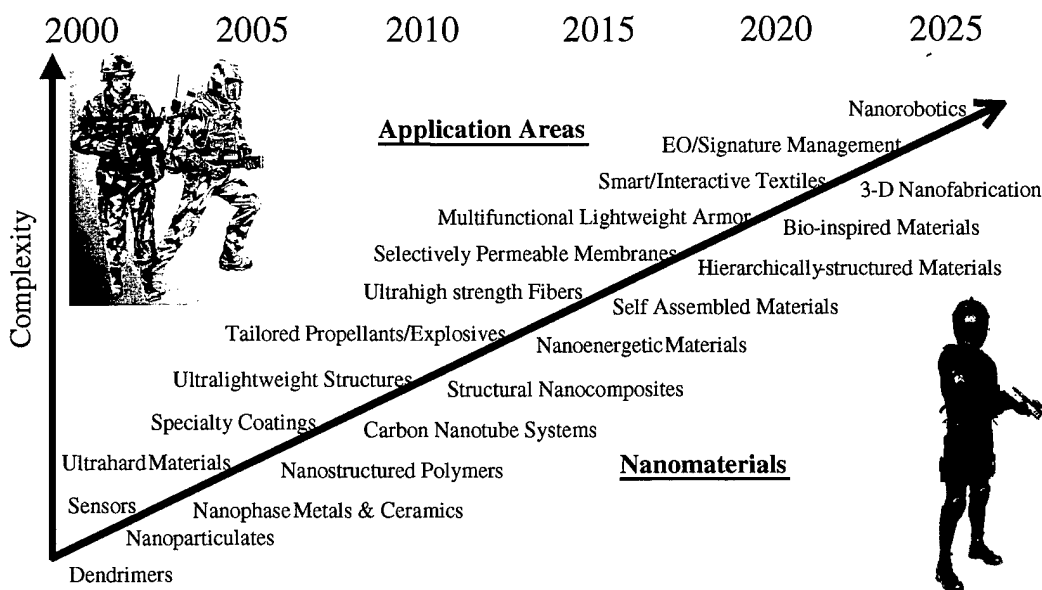 2000 2005 2010 2015 2020 2025
Nanorobotics
Application Areas
EO/Signature Management
Smart/Interactive Textiles
3-D Nanofabrication
Multifunctional Lightweight Armor
Bio-inspired Materials
Selectively Permeable Membranes
Hierarchically-structured Materials
Ultrahigh strength Fibers
Self Assembled Materials
Complexity
Tailored Propellants/Explosives
Nanoenergetic Materials
Ultralightweight Structures
Structural Nanocomposites
Specialty Coatings
Carbon Nanotube Systems
Ultrahard Materials
Nanostructured Polymers
Nanomaterials
Sensors
Nanophase Metals & Ceramics
Nanoparticulates
Dendrimers